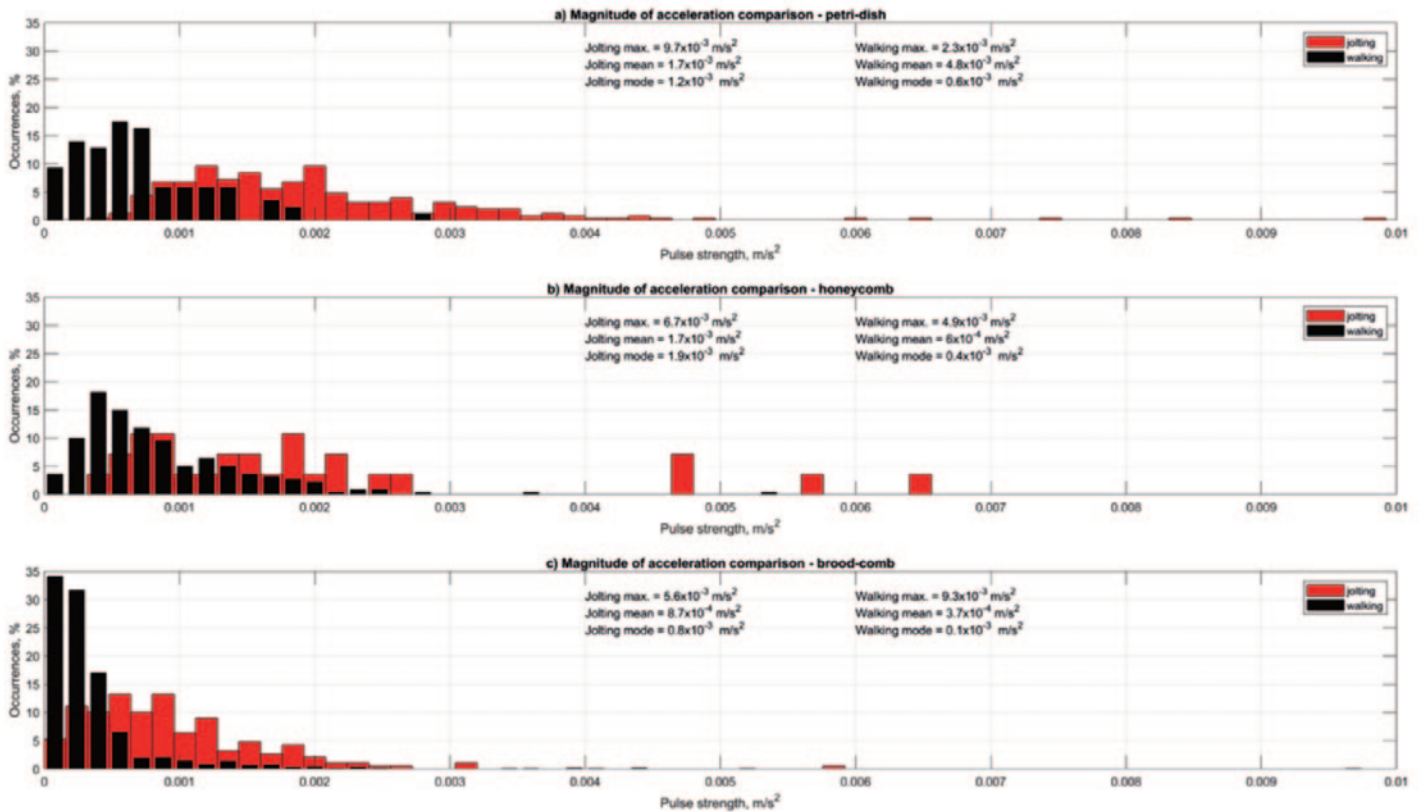 a) Magnitude of acceleration comparison - petri-dish
35
30
25
20
15
10
5
0
Occurrences, %
Jolting max. = 9.7x10⁻³ m/s²
Jolting mean = 1.7x10⁻³ m/s²
Jolting mode = 1.2x10⁻³ m/s²
Walking max. = 2.3x10⁻³ m/s²
Walking mean = 4.8x10⁻³ m/s²
Walking mode = 0.6x10⁻³ m/s²
jolting
walking
0 0.001 0.002 0.003 0.004 0.005 0.006 0.007 0.008 0.009 0.01
Pulse strength, m/s²
b) Magnitude of acceleration comparison - honeycomb
35
30
25
20
15
10
5
0
Occurrences, %
Jolting max. = 6.7x10⁻³ m/s²
Jolting mean = 1.7x10⁻³ m/s²
Jolting mode = 1.9x10⁻³ m/s²
Walking max. = 4.9x10⁻³ m/s²
Walking mean = 6x10⁻⁴ m/s²
Walking mode = 0.4x10⁻³ m/s²
jolting
walking
0 0.001 0.002 0.003 0.004 0.005 0.006 0.007 0.008 0.009 0.01
Pulse strength, m/s²
c) Magnitude of acceleration comparison - brood-comb
35
30
25
20
15
10
5
0
Occurrences, %
Jolting max. = 5.6x10⁻³ m/s²
Jolting mean = 8.7x10⁻⁴ m/s²
Jolting mode = 0.8x10⁻³ m/s²
Walking max. = 9.3x10⁻³ m/s²
Walking mean = 3.7x10⁻⁴ m/s²
Walking mode = 0.1x10⁻³ m/s²
jolting
walking
0 0.001 0.002 0.003 0.004 0.005 0.006 0.007 0.008 0.009 0.01
Pulse strength, m/s²